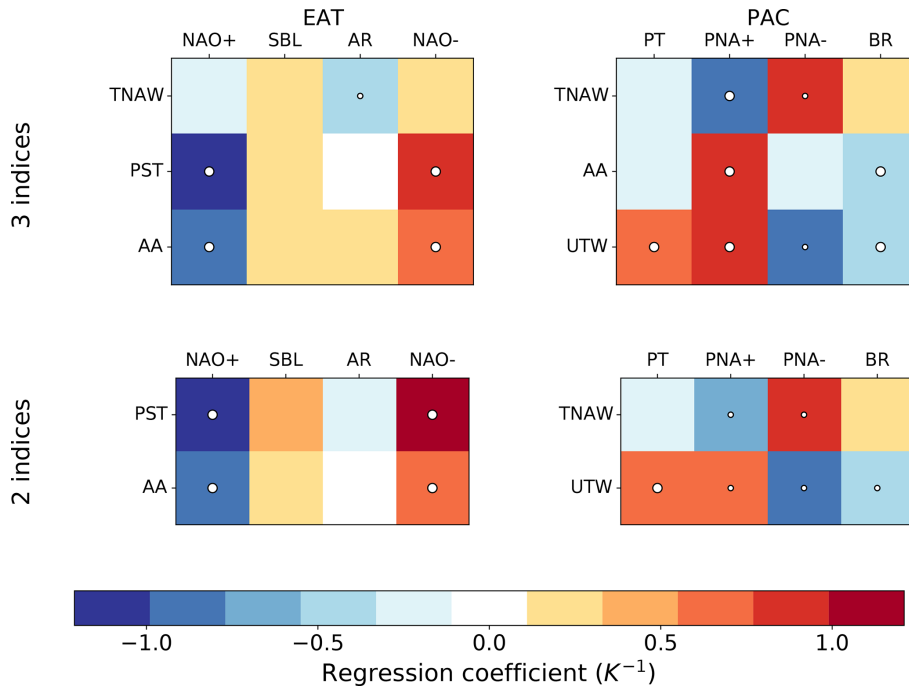 EAT
PAC
NAO+ SBL AR NAO-
PT PNA+ PNA- BR
3 indices
TNAW
PST
AA
TNAW
AA
UTW
NAO+ SBL AR NAO-
PT PNA+ PNA- BR
2 indices
PST
AA
TNAW
UTW
−1.0 −0.5 0.0 0.5 1.0
Regression coefficient (K⁻¹)